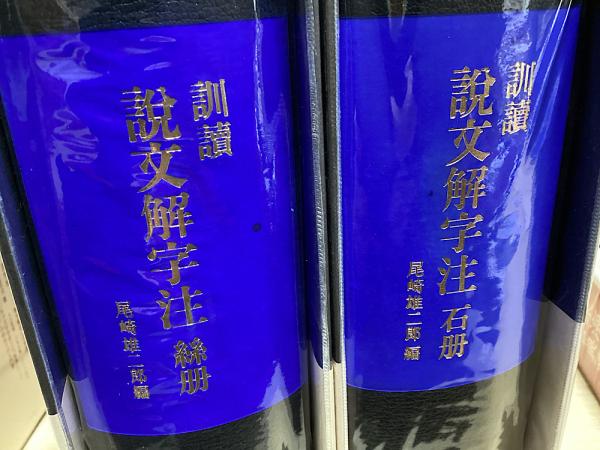 訓讀
說文解字注 絲册
尾崎雄二郎編
訓讀
說文解字注 石册
尾崎雄二郎編